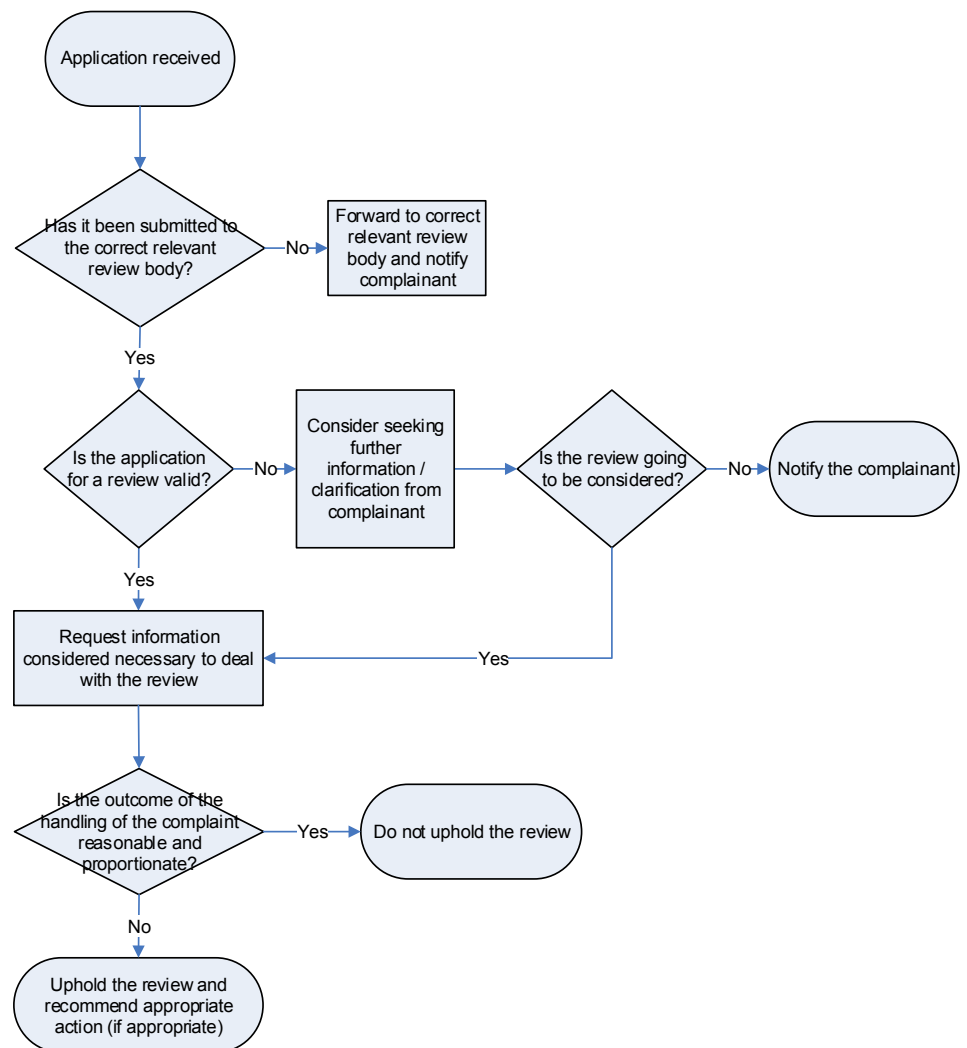 Application received
Has it been submitted to
the correct relevant
review body?
No
Forward to correct
relevant review
body and notify
complainant
Yes
Is the application
for a review valid?
No
Consider seeking
further
information /
clarification from
complainant
Is the review going
to be considered?
No
Notify the complainant
Yes
Request information
considered necessary to deal
with the review
Yes
Is the outcome of the
handling of the complaint
reasonable and
proportionate?
Yes
Do not uphold the review
No
Uphold the review and
recommend appropriate
action (if appropriate)